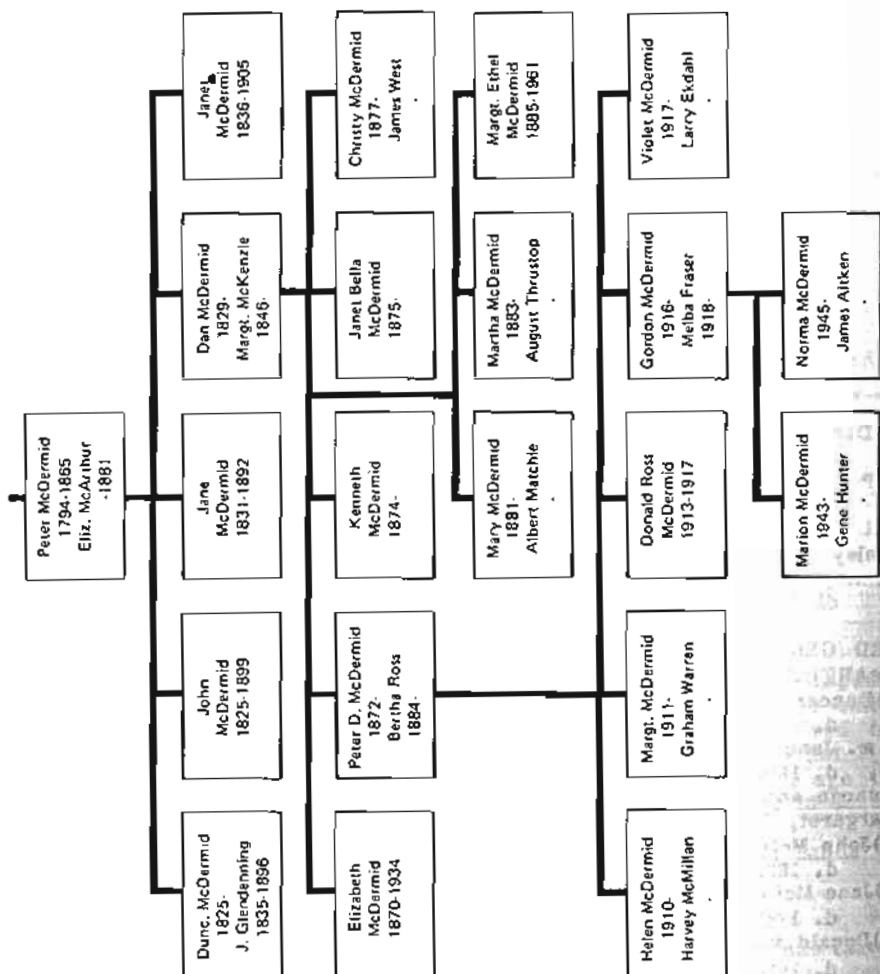 Peter McDermid
1794-1865
Eliz. McArthur
-1881
Dunc. McDermid
1825-
J. Glendenning
1835-1896
John
McDermid
1825-1899
Jane
McDermid
1831-1892
Dan McDermid
1829-
Margt. McKenzie
1846-
Janet
McDermid
1836-1905
Elizabeth
McDermid
1870-1934
Peter D. McDermid
1872-
Bertha Ross
1884-
Kenneth
McDermid
1874-
Janet Bella
McDermid
1875-
Christy McDermid
1877-
James West
Mary McDermid
1881-
Albert Matchie
Martha McDermid
1883-
August Thrustop
Margt. Ethel
McDermid
1885-1961
Helen McDermid
1910-
Harvey McMillan
Margt. McDermid
1911-
Graham Warren
Donald Ross
McDermid
1913-1917
Gordon McDermid
1916-
Melba Fraser
1918-
Violet McDermid
1917-
Larry Ekdahl
Marion McDermid
1943-
Gene Hunter
Norma McDermid
1945-
James Aitken